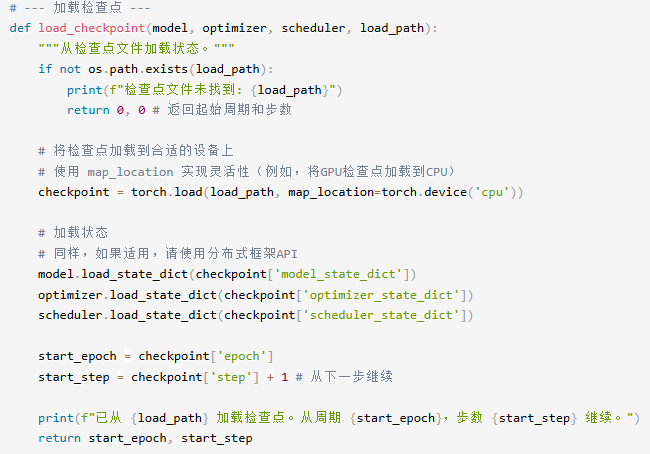 # --- 加载检查点 ---
def load_checkpoint(model, optimizer, scheduler, load_path):
    """从检查点文件加载状态。"""
    if not os.path.exists(load_path):
        print(f"检查点文件未找到: {load_path}")
        return 0, 0 # 返回起始周期和步数

    # 将检查点加载到合适的设备上
    # 使用 map_location 实现灵活性（例如，将GPU检查点加载到CPU）
    checkpoint = torch.load(load_path, map_location=torch.device('cpu'))

    # 加载状态
    # 同样，如果适用，请使用分布式框架API
    model.load_state_dict(checkpoint['model_state_dict'])
    optimizer.load_state_dict(checkpoint['optimizer_state_dict'])
    scheduler.load_state_dict(checkpoint['scheduler_state_dict'])

    start_epoch = checkpoint['epoch']
    start_step = checkpoint['step'] + 1 # 从下一步继续

    print(f"已从 {load_path} 加载检查点。从周期 {start_epoch}，步数 {start_step} 继续。")
    return start_epoch, start_step